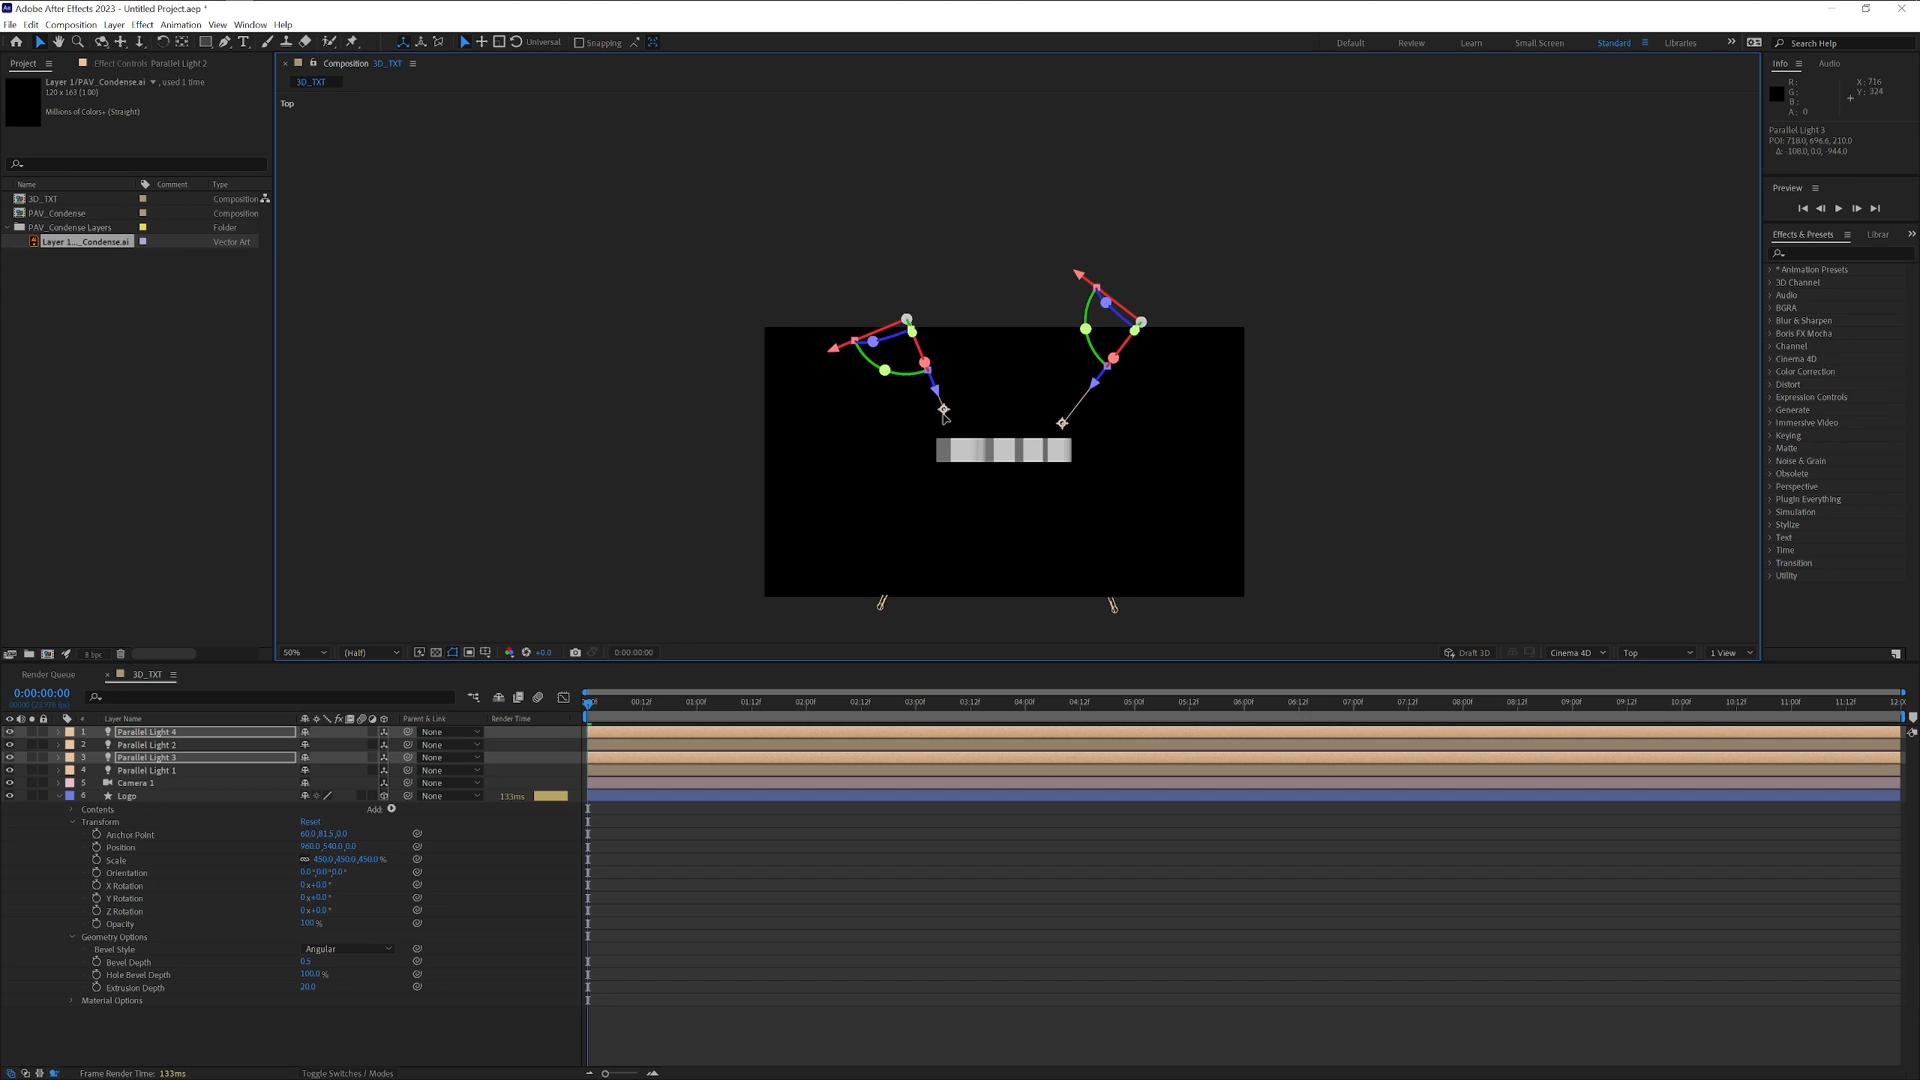 Adobe After Effects 2023 - Untitled Project.aep *
File Edit Composition Layer Effect Animation View Window Help
Universal Snapping Default Review Learn Small Screen Standard Libraries Search Help
Project Effect Controls Parallel Light 2
Layer 1/PAV_Condense.ai , used 1 time
120 x 163 (1.00)
Millions of Colors+ (Straight)
Name Comment Type
3D_TXT Composition
PAV_Condense Composition
PAV_Condense Layers Folder
Layer 1..._Condense.ai Vector Art
8 bpc
Composition 3D_TXT
3D_TXT
Top
50% (Half) +0.0 0:00:00:00 Draft 3D Cinema 4D Top 1 View
Info Audio
R: X: 716
G: Y: 324
B:
A: 0
Parallel Light 3
POI: 718.0, 696.6, 210.0
Δ: -108.0, 0.0, -944.0
Preview
Effects & Presets Librar
* Animation Presets
3D Channel
Audio
BGRA
Blur & Sharpen
Boris FX Mocha
Channel
Cinema 4D
Color Correction
Distort
Expression Controls
Generate
Immersive Video
Keying
Matte
Noise & Grain
Obsolete
Perspective
Plugin Everything
Simulation
Stylize
Text
Time
Transition
Utility
Render Queue 3D_TXT
0:00:00:00
00000 (23.976 fps)
00:12f 01:00f 01:12f 02:00f 02:12f 03:00f 03:12f 04:00f 04:12f 05:00f 05:12f 06:00f 06:12f 07:00f 07:12f 08:00f 08:12f 09:00f 09:12f 10:00f 10:12f 11:00f 11:12f
# Layer Name Parent & Link Render Time
1 Parallel Light 4 None
2 Parallel Light 2 None
3 Parallel Light 3 None
4 Parallel Light 1 None
5 Camera 1 None
6 Logo None 133ms
Contents Add:
Transform Reset
Anchor Point 60.0,81.5,0.0
Position 960.0,540.0,0.0
Scale 450.0,450.0,450.0 %
Orientation 0.0°,0.0°,0.0°
X Rotation 0 x+0.0°
Y Rotation 0 x+0.0°
Z Rotation 0 x+0.0°
Opacity 100 %
Geometry Options
Bevel Style Angular
Bevel Depth 0.5
Hole Bevel Depth 100.0 %
Extrusion Depth 20.0
Material Options
Frame Render Time: 133ms Toggle Switches / Modes